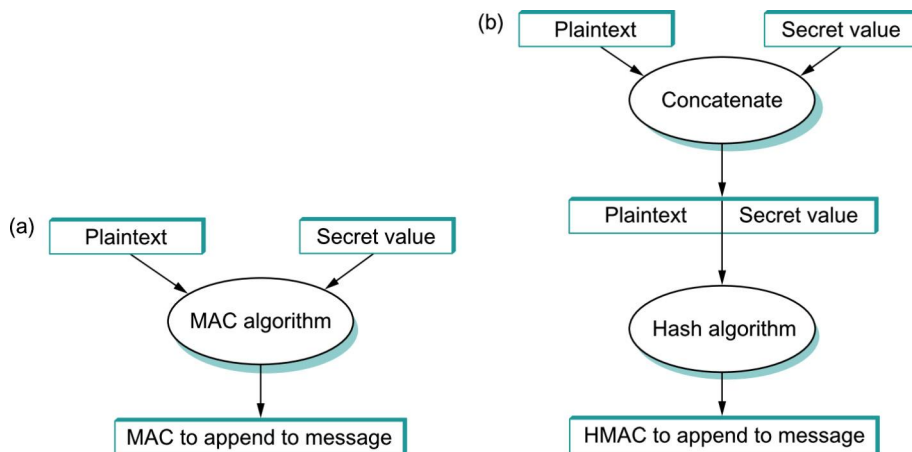 (a)
Plaintext
Secret value
MAC algorithm
MAC to append to message
(b)
Plaintext
Secret value
Concatenate
Plaintext
Secret value
Hash algorithm
HMAC to append to message